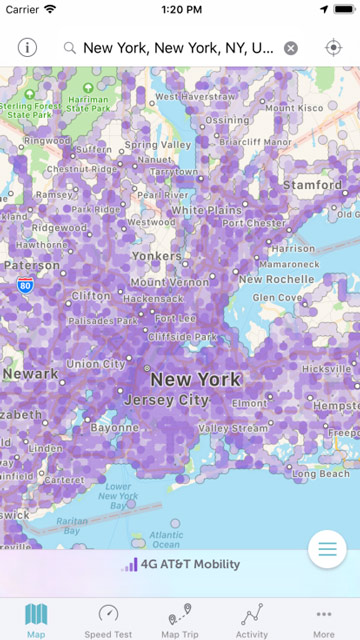 Carrier 1:20 PM
New York, New York, NY, U...
West Haverstraw
Harriman
State Park
Sterling Forest
State Park
Mount Kisco
Ossining
Ringwood
Suffern
Spring Valley
Briarcliff Manor
Nanuet
Chestnut Ridge
Tarrytown
Stamford
Ramsey
Pearl River
Park Ridge
White Plains
Old G
kland
Port Chester
Ridgewood
Westwood
Hawthorne
Harrison
Yonkers
Paterson
Mamaroneck
80
Mount Vernon
New Rochelle
Clifton
Hackensack
Glen Cove
Palisades Park
Fort Lee
Cliffside Park
Union City
Hicksville
Newark
New York
Jersey City
Elmont
Hempste
zabeth
Bayonne
Valley Stream
Freepo
Linden
Long Beach
Carteret
Lower
New York
Bay
swick
Raritan
Bay
Atlantic
Ocean
4G AT&T Mobility
Map Speed Test Map Trip Activity More